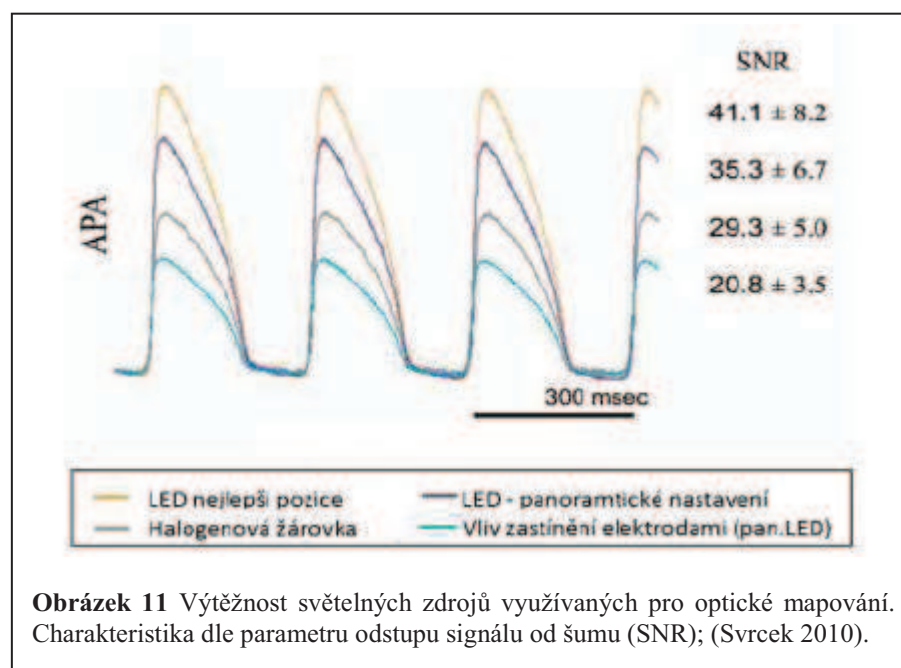 SNR
41.1 ± 8.2
35.3 ± 6.7
29.3 ± 5.0
20.8 ± 3.5
APA
300 msec
LED nejlepši pozice LED - panoramtické nastavení
Halogenová žárovka Vliv zastínění elektrodami (pan.LED)
Obrázek 11 Výtěžnost světelných zdrojů využívaných pro optické mapování.
Charakteristika dle parametru odstupu signálu od šumu (SNR); (Svrcek 2010).